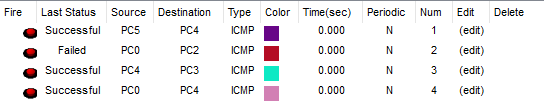 Fire Last Status Source Destination Type Color Time(sec) Periodic Num Edit Delete
Successful PC5 PC4 ICMP 0.000 N 1 (edit)
Failed PC0 PC2 ICMP 0.000 N 2 (edit)
Successful PC4 PC3 ICMP 0.000 N 3 (edit)
Successful PC0 PC4 ICMP 0.000 N 4 (edit)